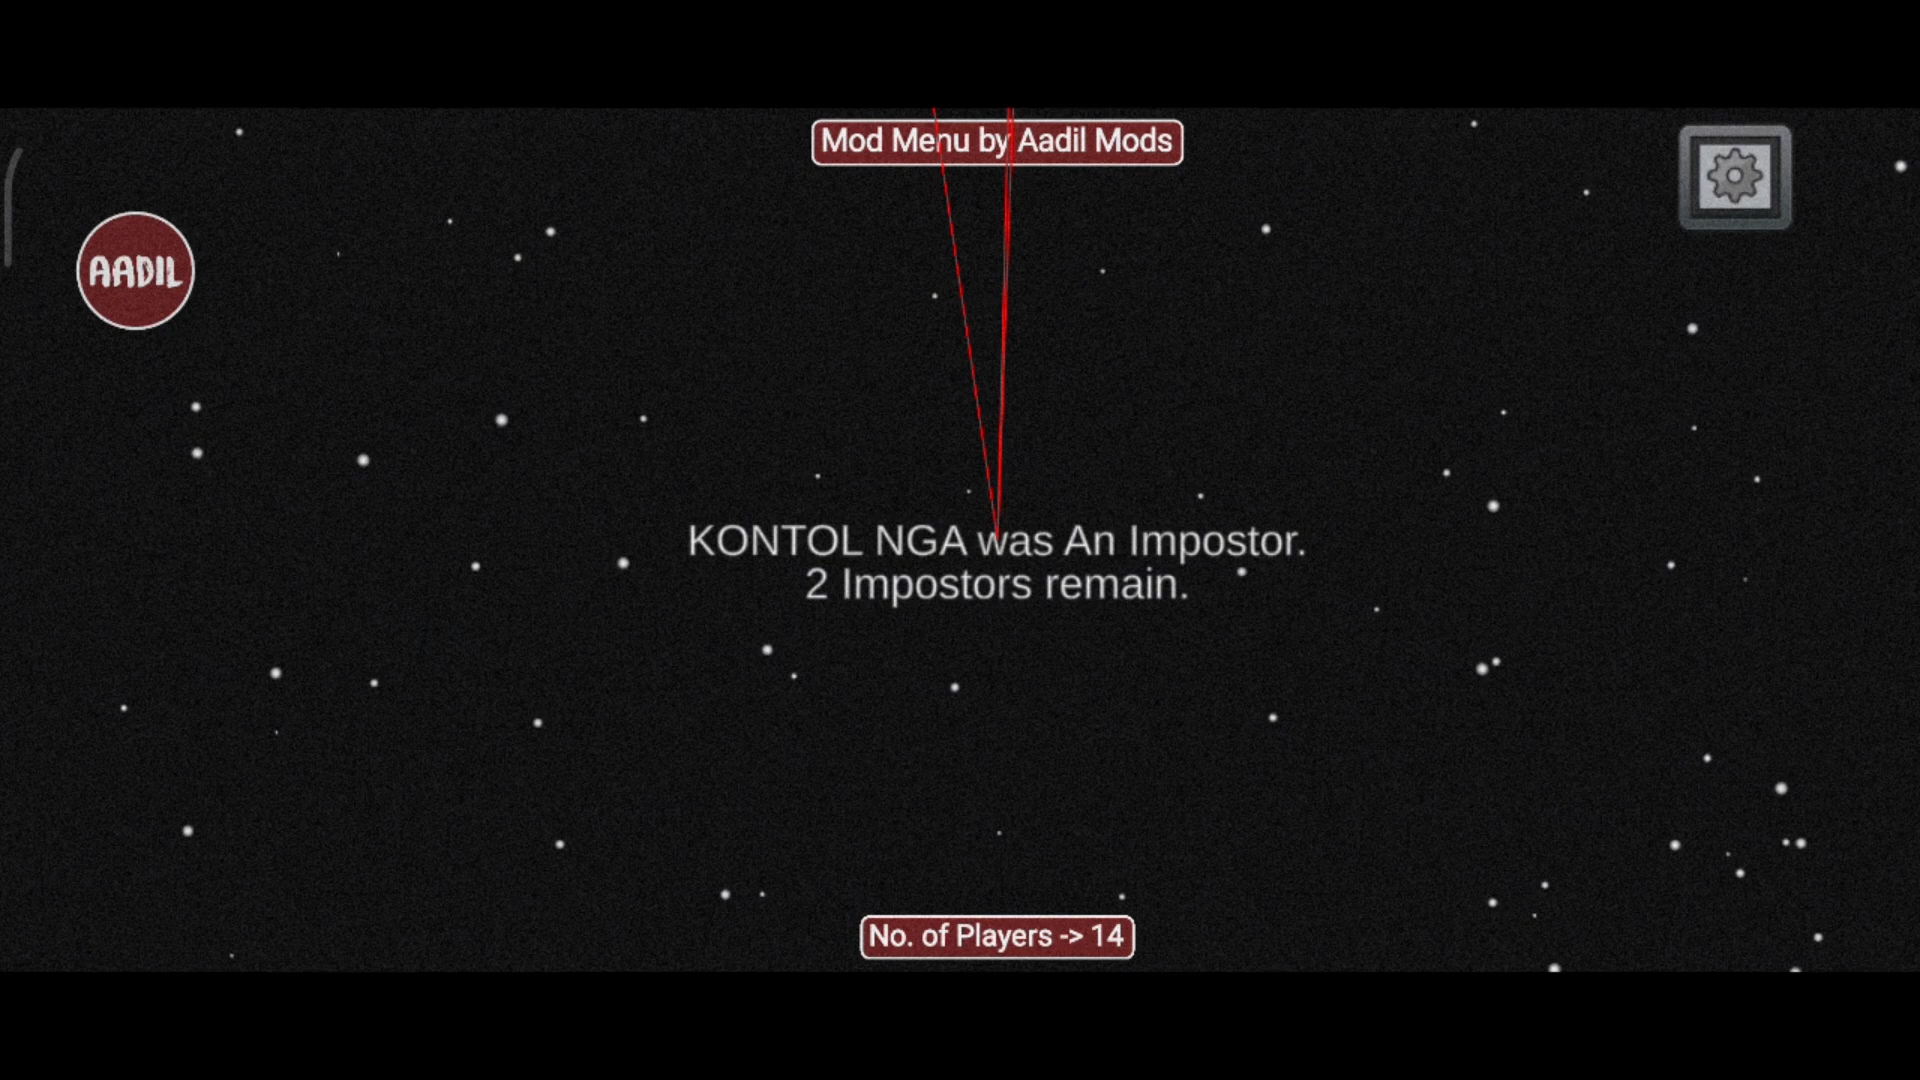 Mod Menu by Aadil Mods
AADIL
KONTOL NGA was An Impostor.
2 Impostors remain.
No. of Players -> 14